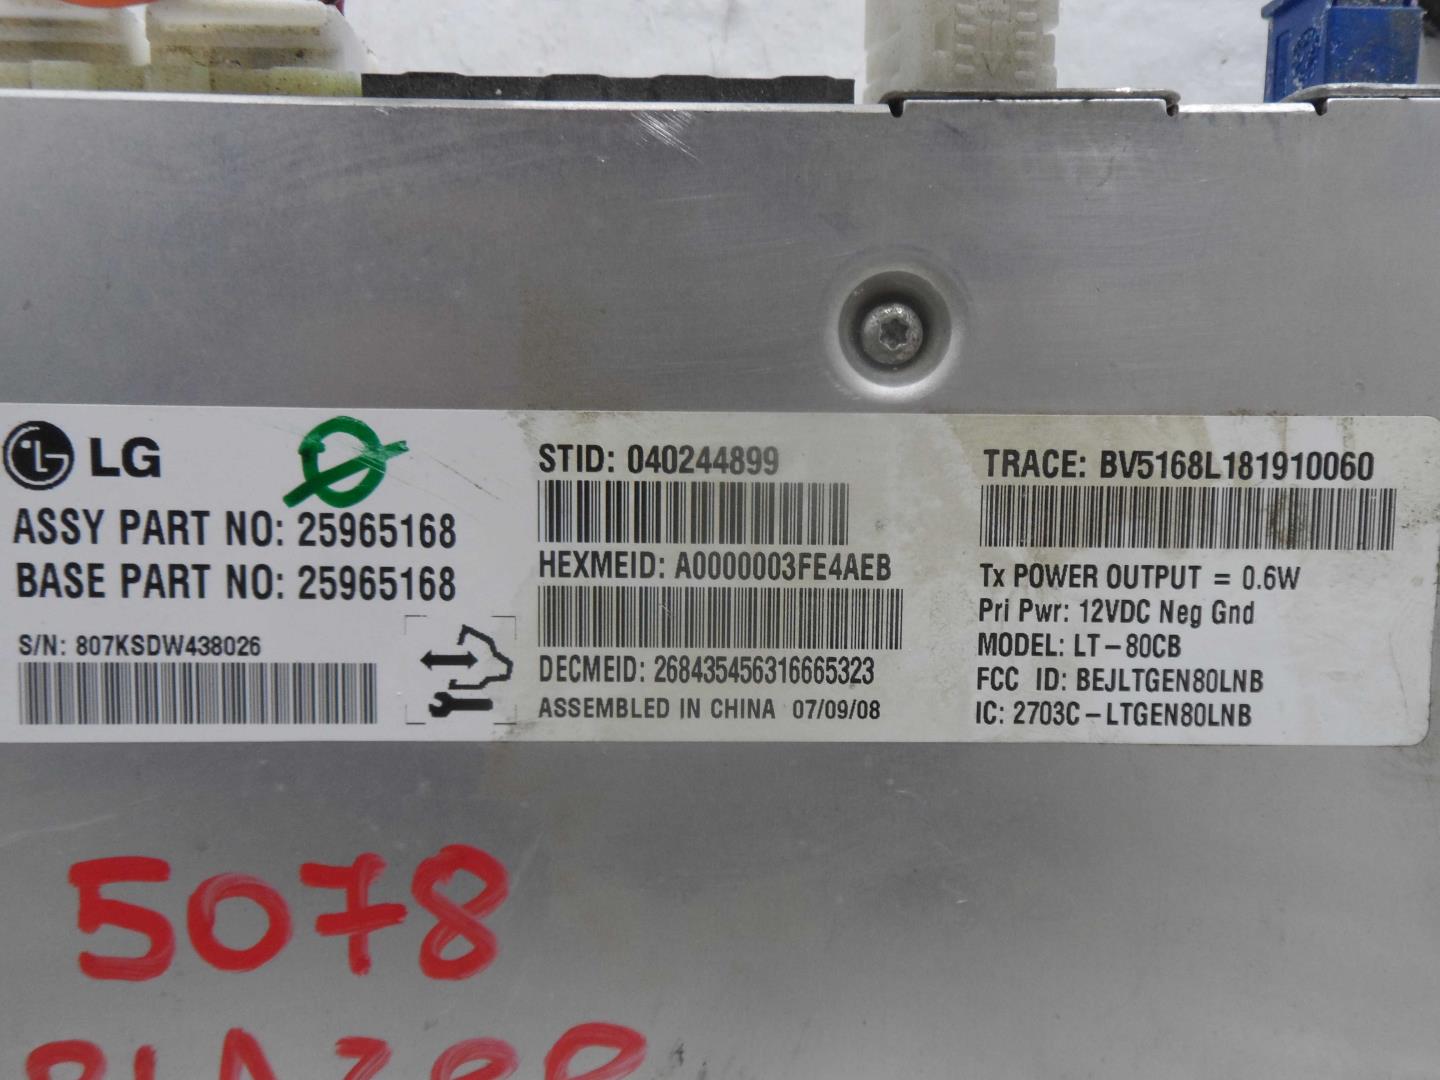 LG
ASSY PART NO: 25965168
BASE PART NO: 25965168
S/N: 807KSDW438026
STID: 040244899
HEXMEID: A0000003FE4AEB
DECMEID: 268435456316665323
ASSEMBLED IN CHINA 07/09/08
TRACE: BV5168L181910060
Tx POWER OUTPUT = 0.6W
Pri Pwr: 12VDC Neg Gnd
MODEL: LT-80CB
FCC ID: BEJLTGEN80LNB
IC: 2703C-LTGEN80LNB
5078